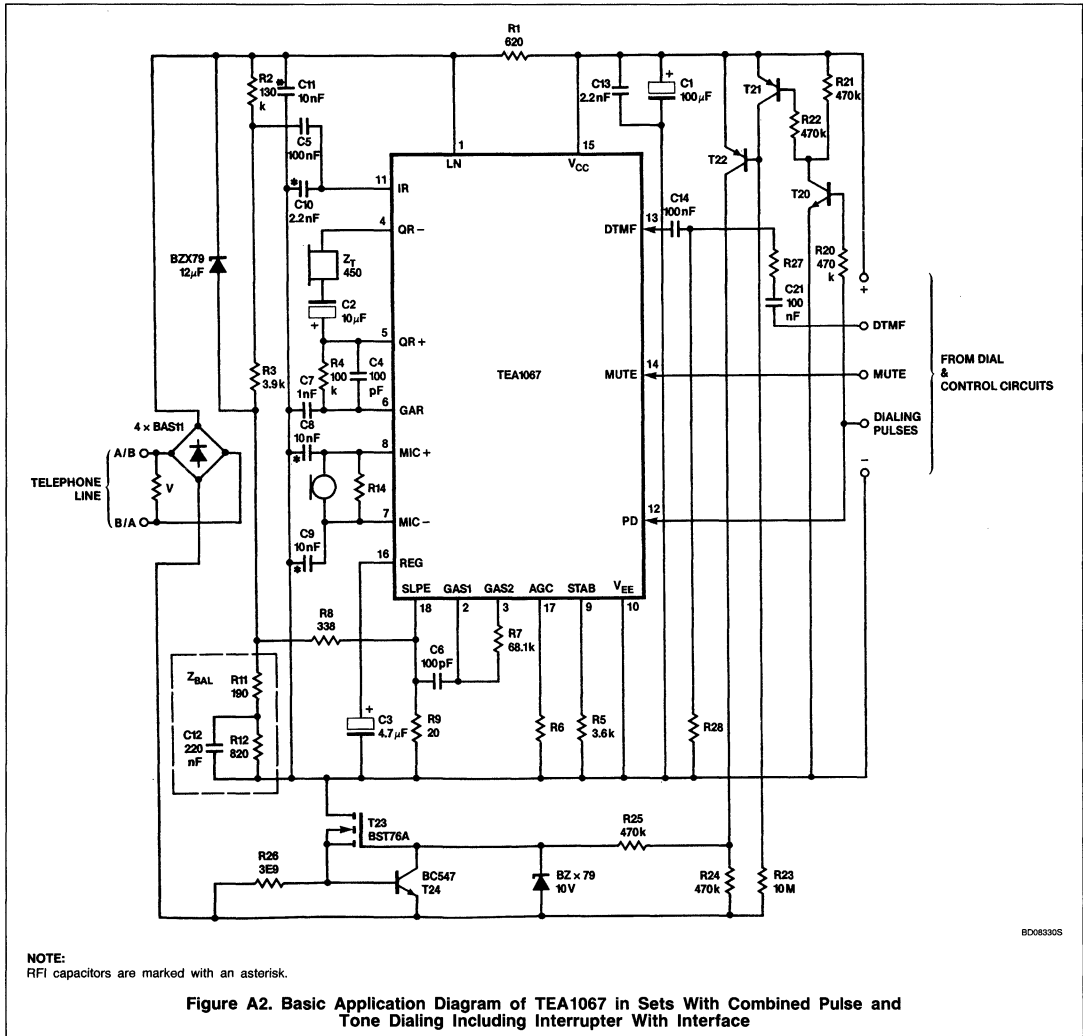 R1
620
R2
130
k
C11
*
10nF
C13
2.2nF
+
C1
100µF
T21
R21
470k
R22
470k
C5
100nF
1
LN
15
VCC
T22
*
C10
2.2nF
11
IR
T20
4
QR−
C14
100nF
13
DTMF
BZX79
12µF
ZT
450
R27
R20
470
k
C2
10µF
+
C21
100
nF
+
5
QR+
DTMF
R3
3.9k
R4
100
k
C4
100
pF
C7
1nF
TEA1067
14
MUTE
MUTE
FROM DIAL
&
CONTROL CIRCUITS
6
GAR
C8
10nF
*
4 × BAS11
DIALING
PULSES
8
MIC+
A/B
TELEPHONE
LINE
V
B/A
R14
−
7
MIC−
12
PD
C9
10nF
*
16
REG
SLPE
GAS1
GAS2
AGC
STAB
VEE
18
2
3
17
9
10
R8
338
R7
68.1k
C6
100pF
ZBAL
R11
190
+
C3
4.7µF
R9
20
R6
R5
3.6k
R28
C12
220
nF
R12
820
T23
BST76A
R25
470k
R26
3E9
BC547
T24
BZ × 79
10V
R24
470k
R23
10M
BD08330S
NOTE:
RFI capacitors are marked with an asterisk.
Figure A2. Basic Application Diagram of TEA1067 in Sets With Combined Pulse and
Tone Dialing Including Interrupter With Interface